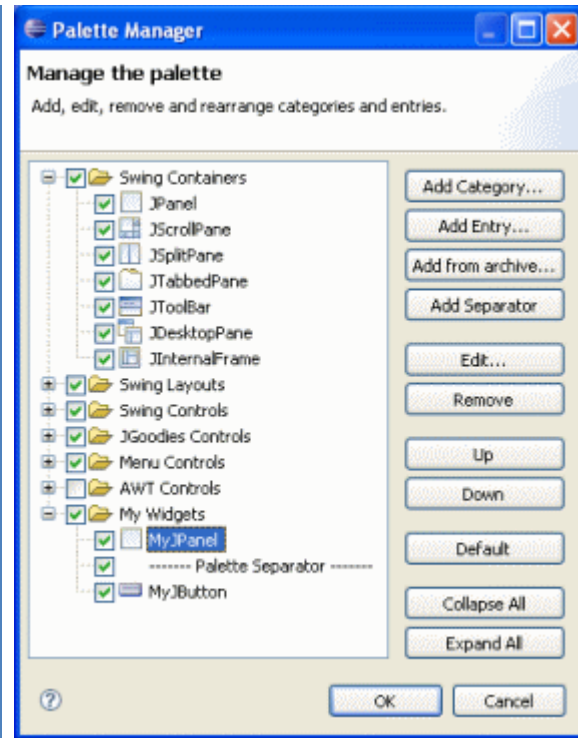 Palette Manager
Manage the palette
Add, edit, remove and rearrange categories and entries.
Swing Containers
JPanel
JScrollPane
JSplitPane
JTabbedPane
JToolBar
JDesktopPane
JInternalFrame
Swing Layouts
Swing Controls
JGoodies Controls
Menu Controls
AWT Controls
My Widgets
MyJPanel
------- Palette Separator -------
MyJButton
Add Category...
Add Entry...
Add from archive...
Add Separator
Edit...
Remove
Up
Down
Default
Collapse All
Expand All
?
OK
Cancel